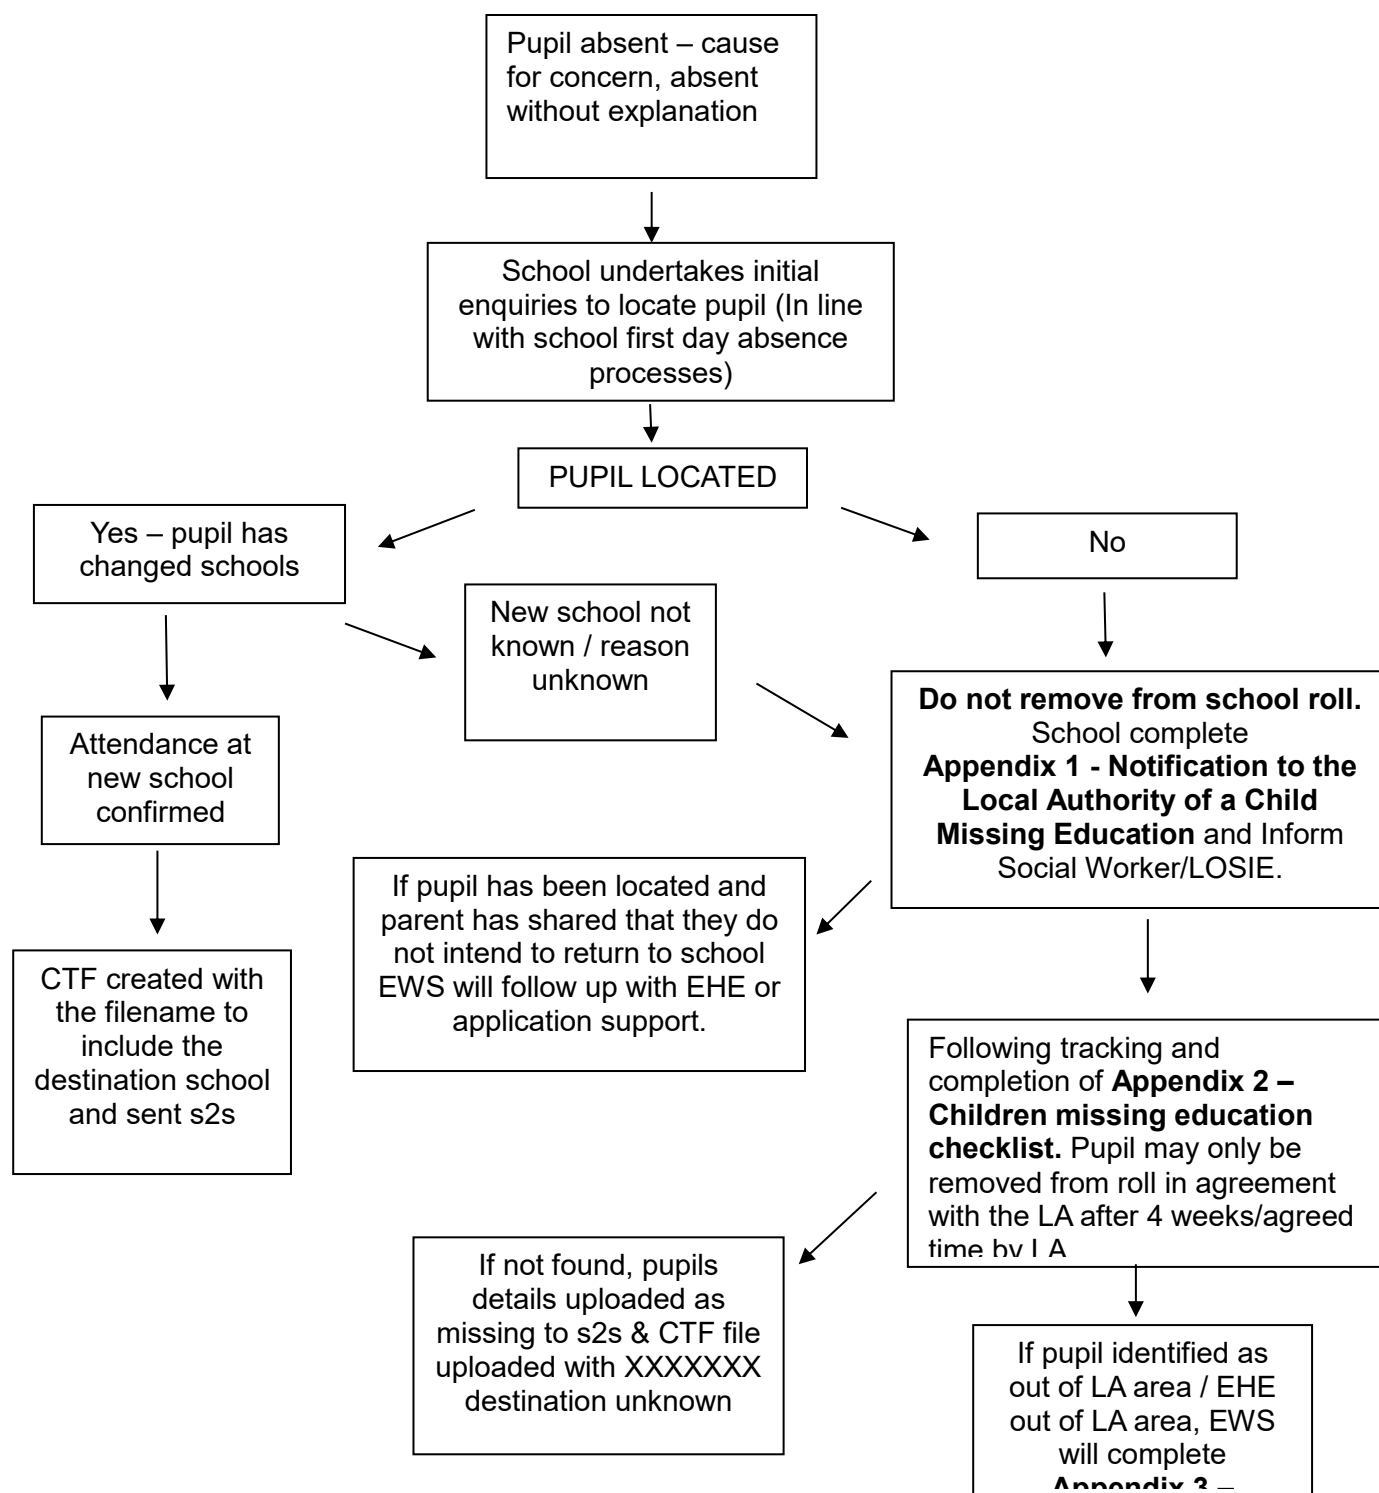 Pupil absent – cause
for concern, absent
without explanation
School undertakes initial
enquiries to locate pupil (In line
with school first day absence
processes)
PUPIL LOCATED
Yes – pupil has
changed schools
No
New school not
known / reason
unknown
Do not remove from school roll.
School complete
Appendix 1 - Notification to the
Local Authority of a Child
Missing Education and Inform
Social Worker/LOSIE.
Attendance at
new school
confirmed
If pupil has been located and
parent has shared that they do
not intend to return to school
EWS will follow up with EHE or
application support.
CTF created with
the filename to
include the
destination school
and sent s2s
Following tracking and
completion of Appendix 2 –
Children missing education
checklist. Pupil may only be
removed from roll in agreement
with the LA after 4 weeks/agreed
time by LA
If not found, pupils
details uploaded as
missing to s2s & CTF file
uploaded with XXXXXXX
destination unknown
If pupil identified as
out of LA area / EHE
out of LA area, EWS
will complete
Appendix 3 –